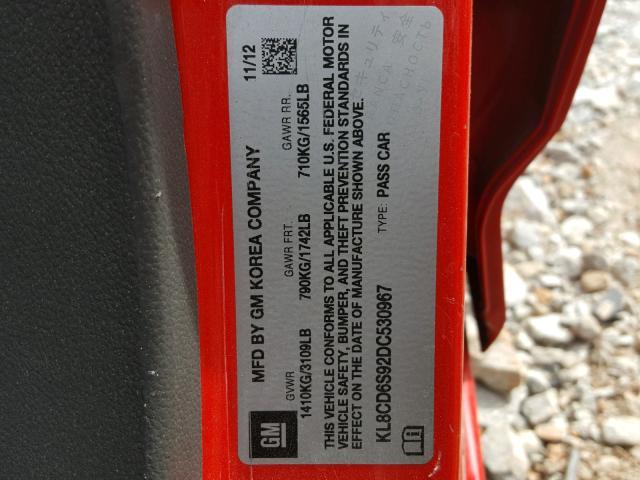 MFD BY GM KOREA COMPANY
11/12
GVWR
GAWR FRT.
GAWR RR.
1410KG/3109LB
790KG/1742LB
710KG/1565LB
THIS VEHICLE CONFORMS TO ALL APPLICABLE U.S. FEDERAL MOTOR
VEHICLE SAFETY, BUMPER, AND THEFT PREVENTION STANDARDS IN
EFFECT ON THE DATE OF MANUFACTURE SHOWN ABOVE.
KL8CD6S92DC530967
TYPE: PASS CAR
GM